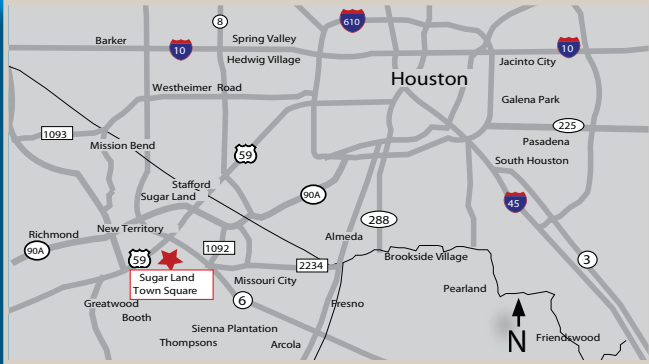 8
610
Barker
Spring Valley
10
10
Hedwig Village
Jacinto City
Houston
Westheimer Road
Galena Park
1093
225
59
Mission Bend
Pasadena
South Houston
Stafford
Sugar Land
90A
45
288
New Territory
Richmond
Almeda
90A
1092
59
Brookside Village
3
2234
Sugar Land
Town Square
Missouri City
Pearland
Greatwood
6
Fresno
Booth
Sienna Plantation
N
Friendswood
Thompsons
Arcola